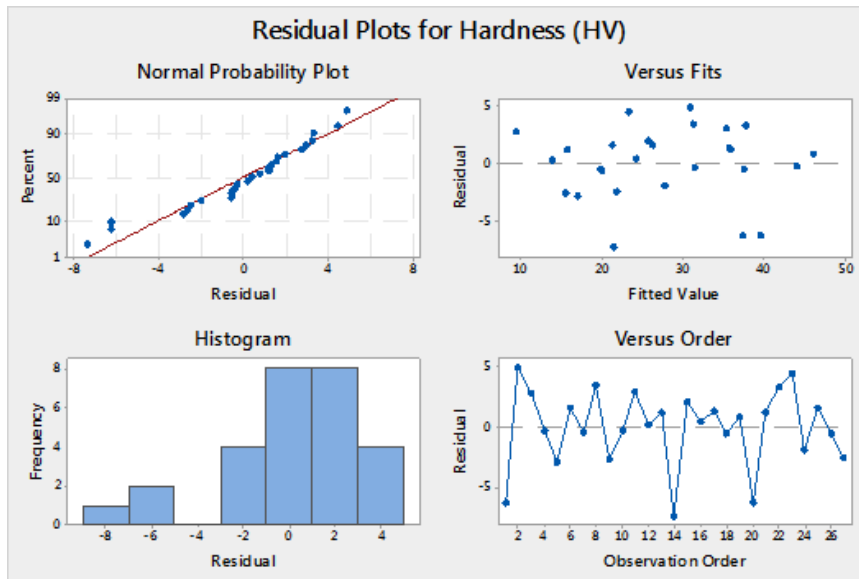 Residual Plots for Hardness (HV)
Normal Probability Plot
99
90
50
10
1
Percent
-8 -4 0 4 8
Residual
Versus Fits
5
0
-5
Residual
10 20 30 40 50
Fitted Value
Histogram
8
6
4
2
0
Frequency
-8 -6 -4 -2 0 2 4
Residual
Versus Order
5
0
-5
Residual
2 4 6 8 10 12 14 16 18 20 22 24 26
Observation Order